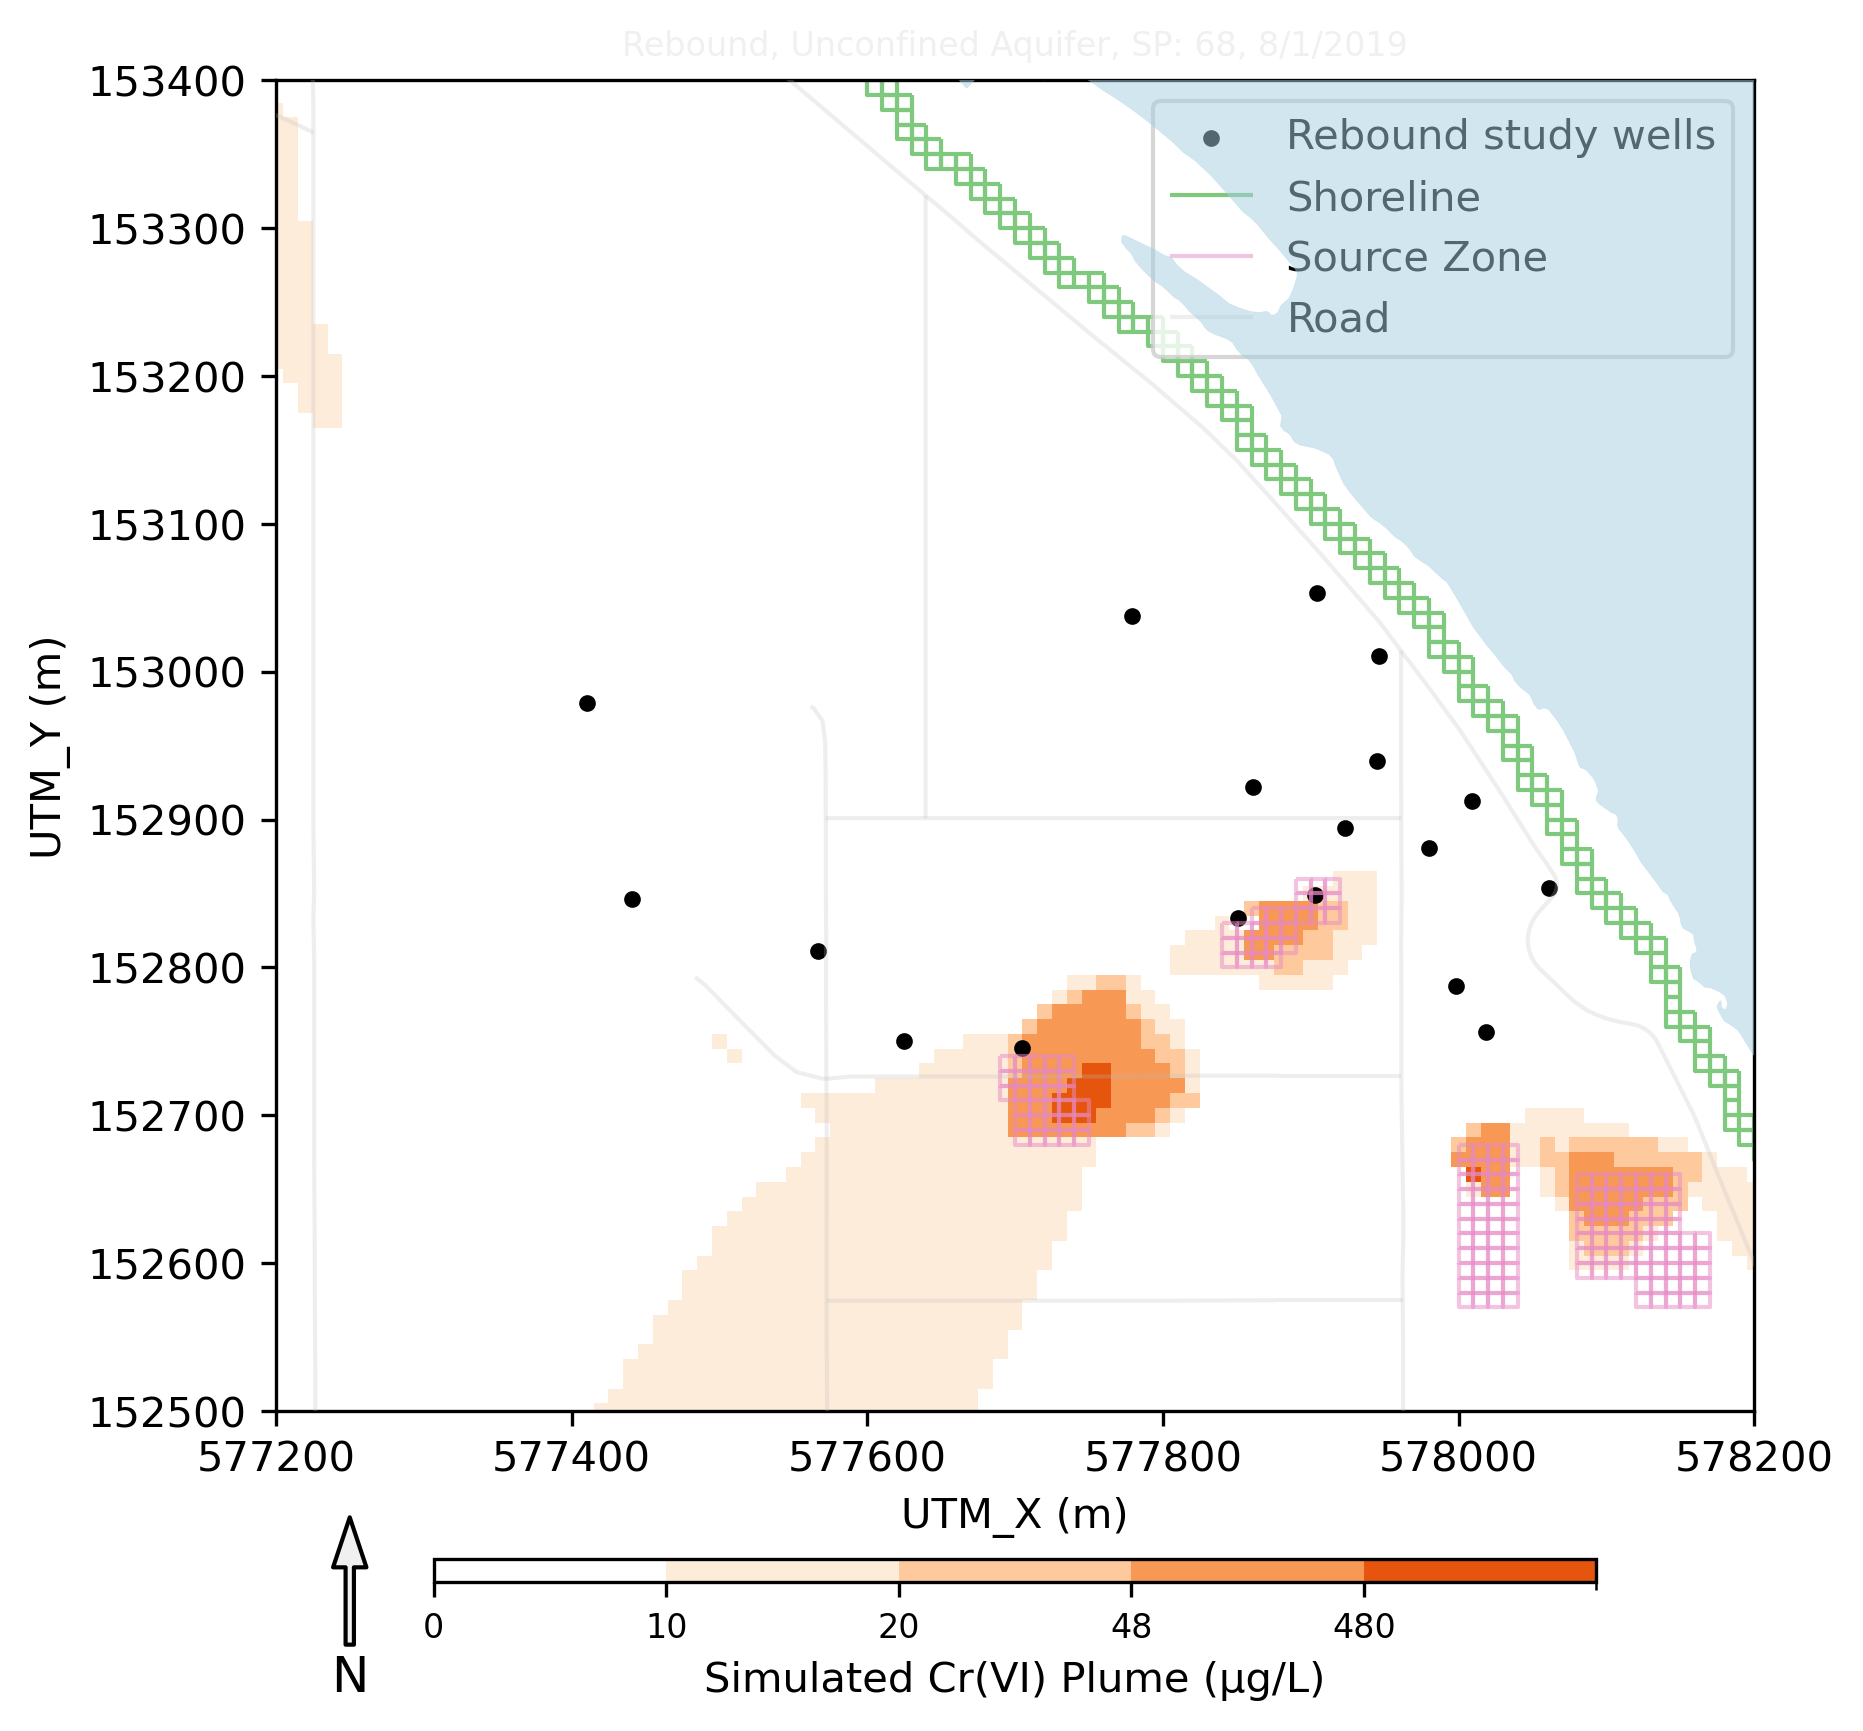 Rebound, Unconfined Aquifer, SP: 68, 8/1/2019
153400
153300
153200
153100
153000
152900
152800
152700
152600
152500
UTM_Y (m)
Rebound study wells
Shoreline
Source Zone
Road
577200 577400 577600 577800 578000 578200
UTM_X (m)
N
0 10 20 48 480
Simulated Cr(VI) Plume (µg/L)